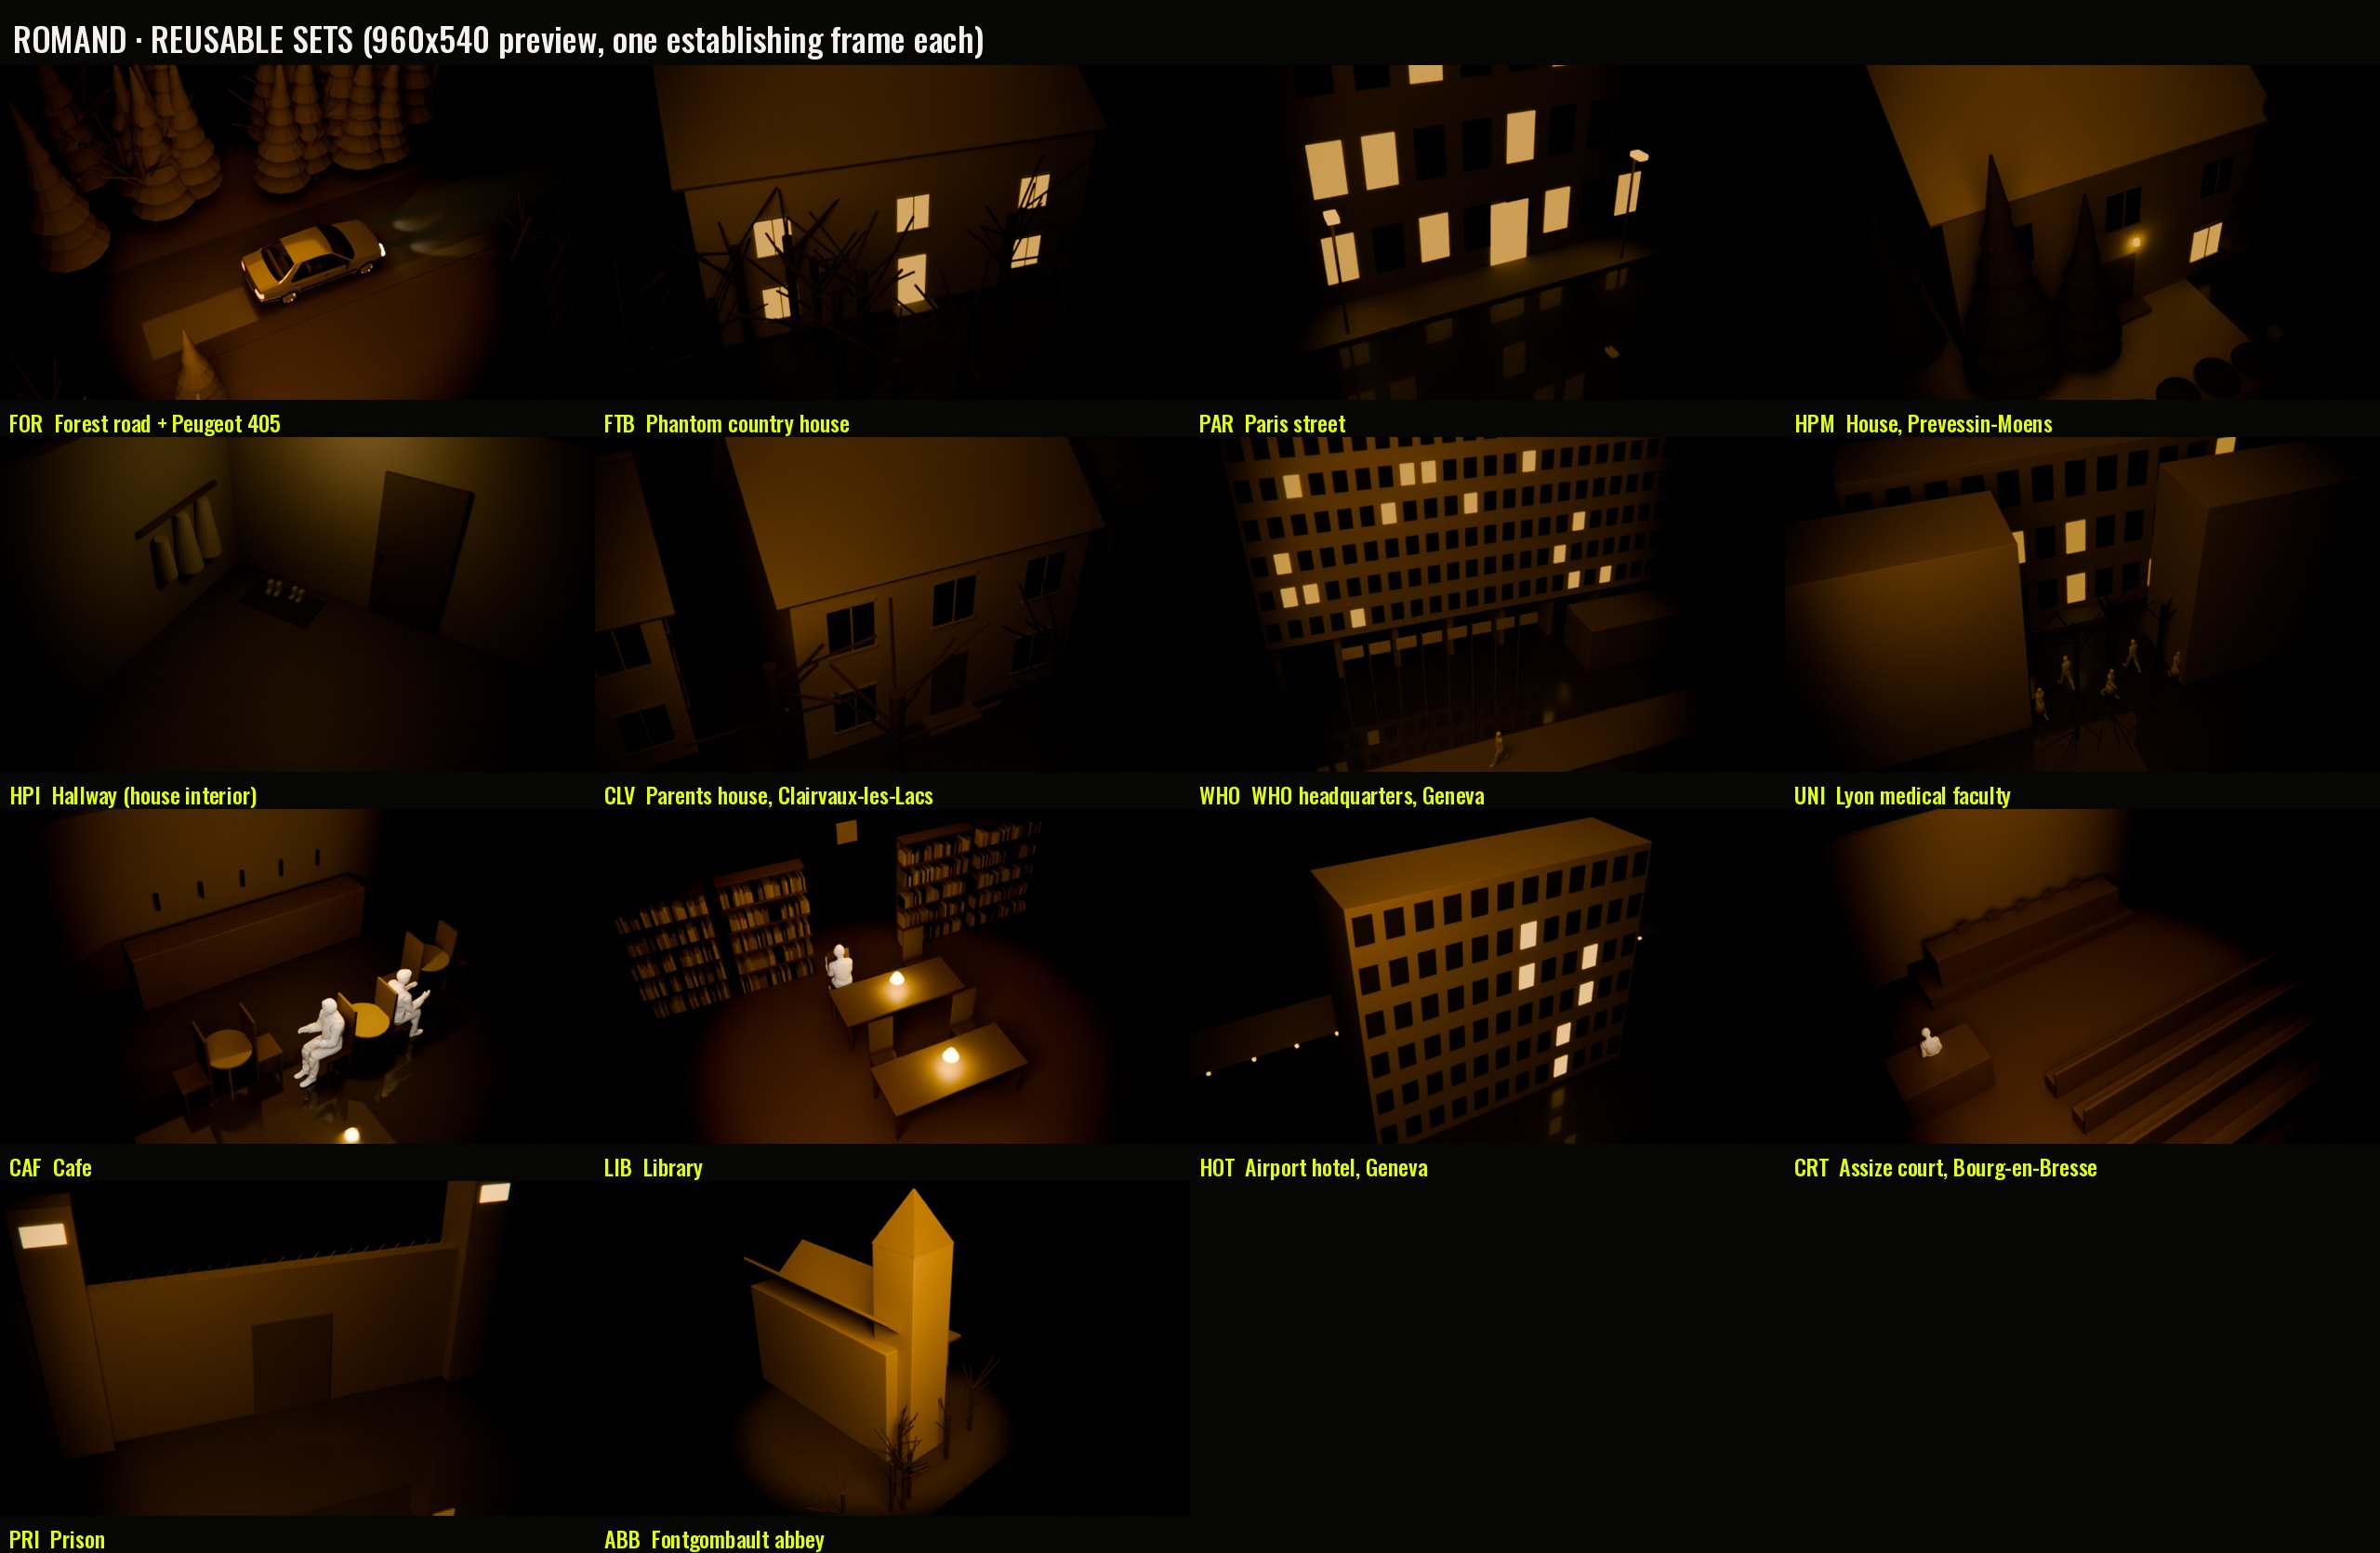 ROMAND · REUSABLE SETS (960x540 preview, one establishing frame each)
FOR Forest road + Peugeot 405
FTB Phantom country house
PAR Paris street
HPM House, Prevessin-Moens
HPI Hallway (house interior)
CLV Parents house, Clairvaux-les-Lacs
WHO WHO headquarters, Geneva
UNI Lyon medical faculty
CAF Cafe
LIB Library
HOT Airport hotel, Geneva
CRT Assize court, Bourg-en-Bresse
PRI Prison
ABB Fontgombault abbey